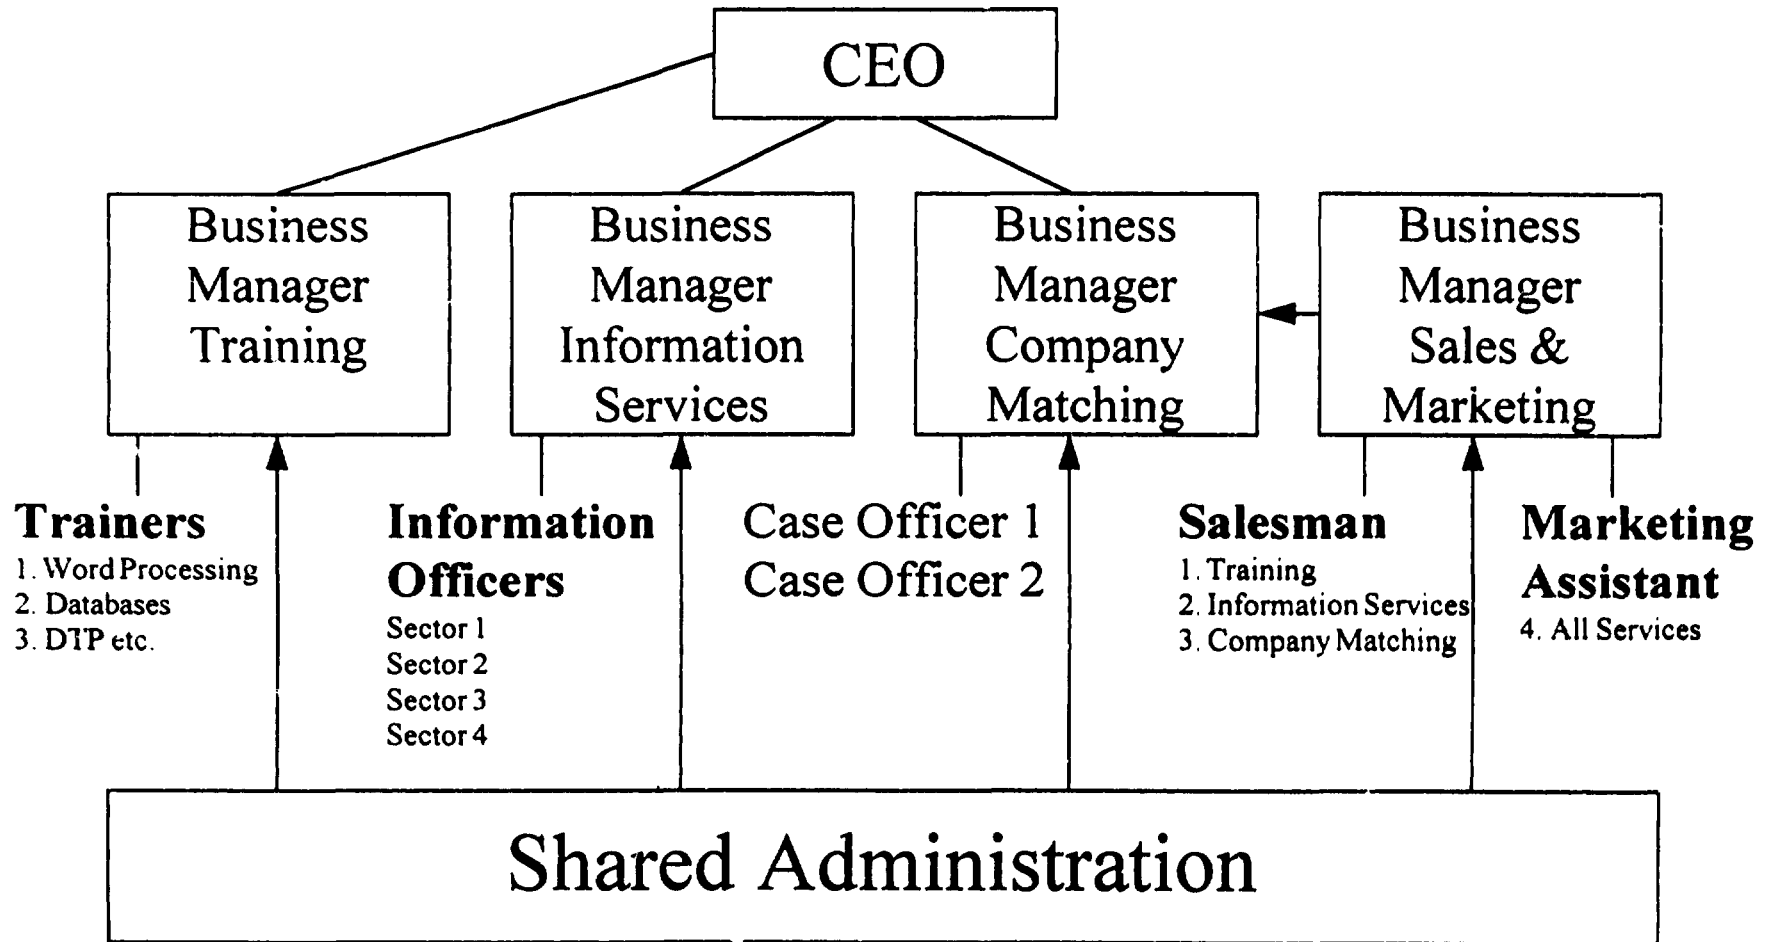 CEO
Business
Manager
Training
Business
Manager
Information
Services
Business
Manager
Company
Matching
Business
Manager
Sales &
Marketing
Trainers
1. Word Processing
2. Databases
3. DTP etc.
Information
Officers
Sector 1
Sector 2
Sector 3
Sector 4
Case Officer 1
Case Officer 2
Salesman
1. Training
2. Information Services
3. Company Matching
Marketing
Assistant
4. All Services
Shared Administration